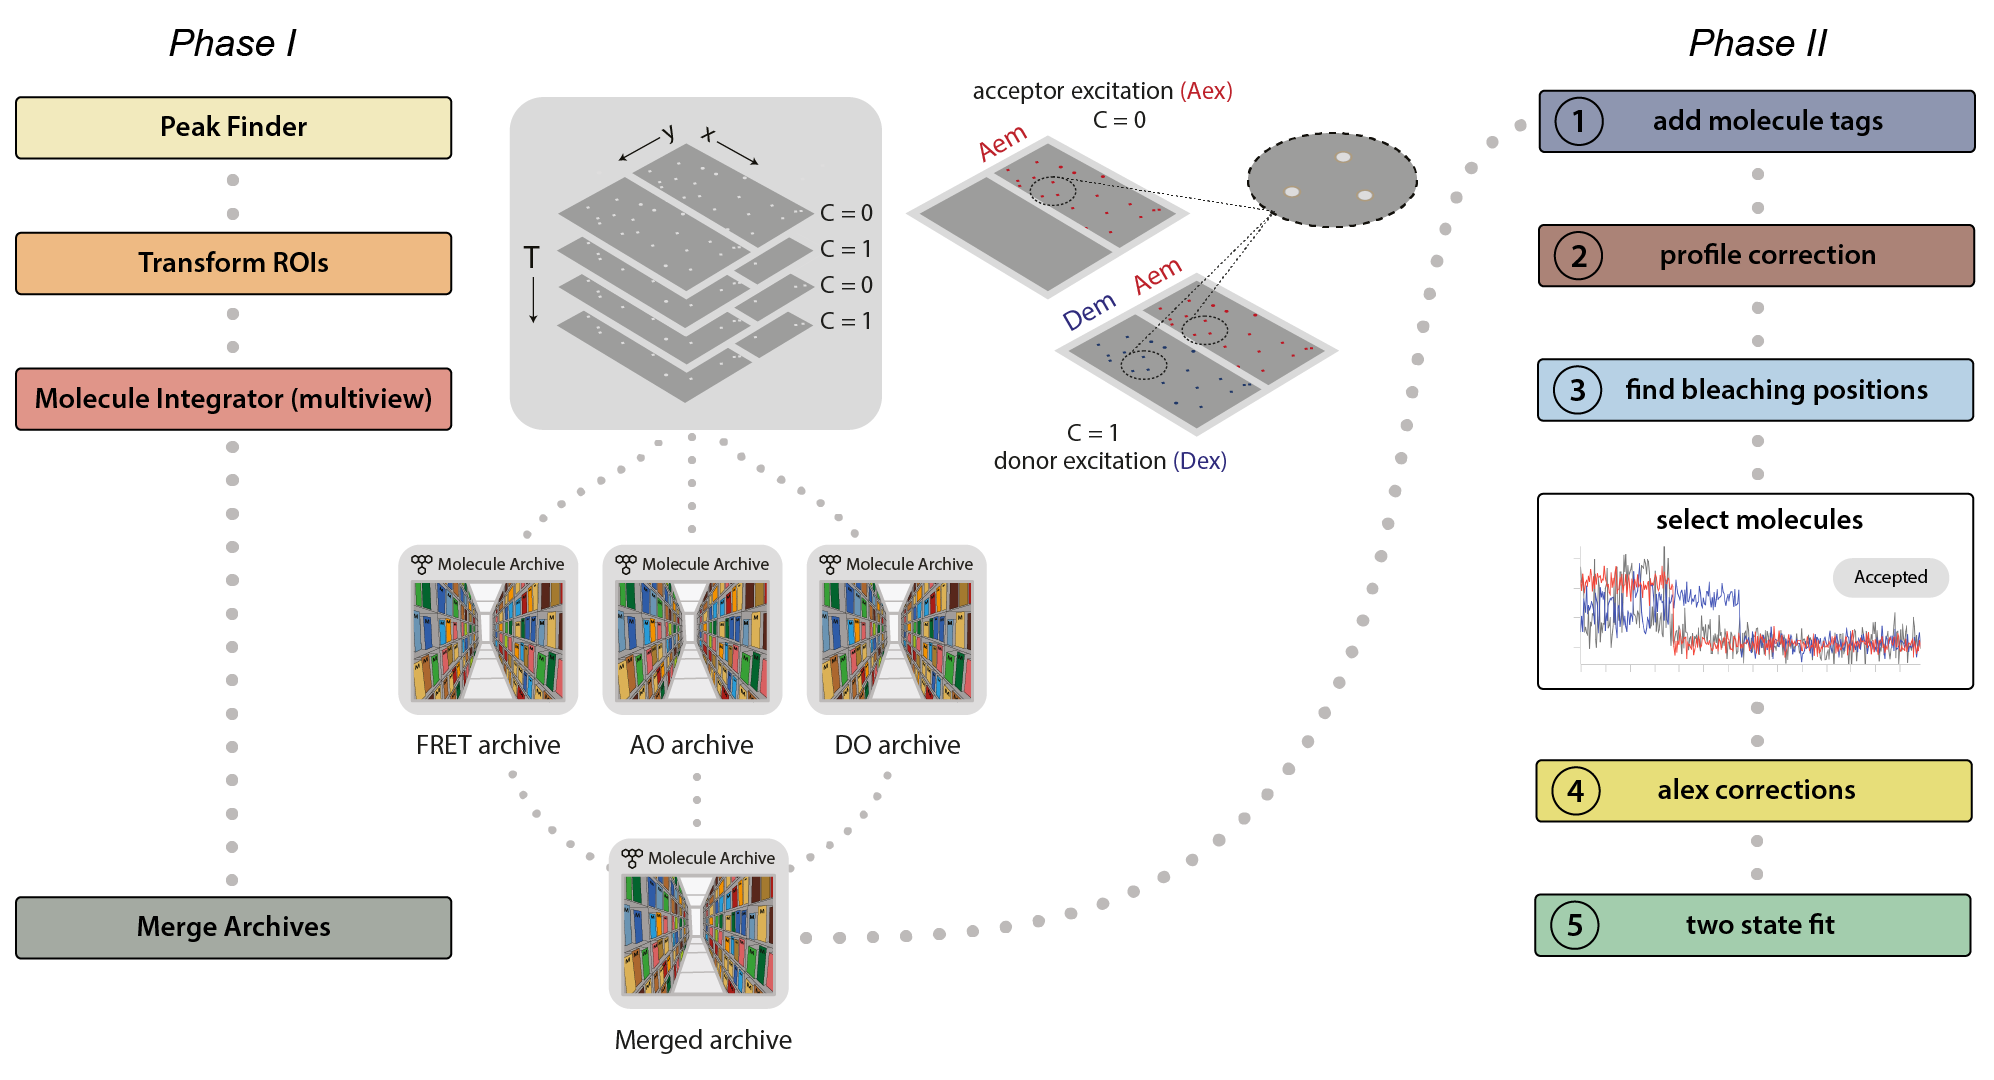 Phase I
Peak Finder
Transform ROIs
Molecule Integrator (multiview)
Merge Archives
y
x
T
C = 0
C = 1
C = 0
C = 1
acceptor excitation (Aex)
C = 0
Aem
Aem
Dem
C = 1
donor excitation (Dex)
Molecule Archive
FRET archive
Molecule Archive
AO archive
Molecule Archive
DO archive
Molecule Archive
Merged archive
Phase II
1 add molecule tags
2 profile correction
3 find bleaching positions
select molecules
Accepted
4 alex corrections
5 two state fit